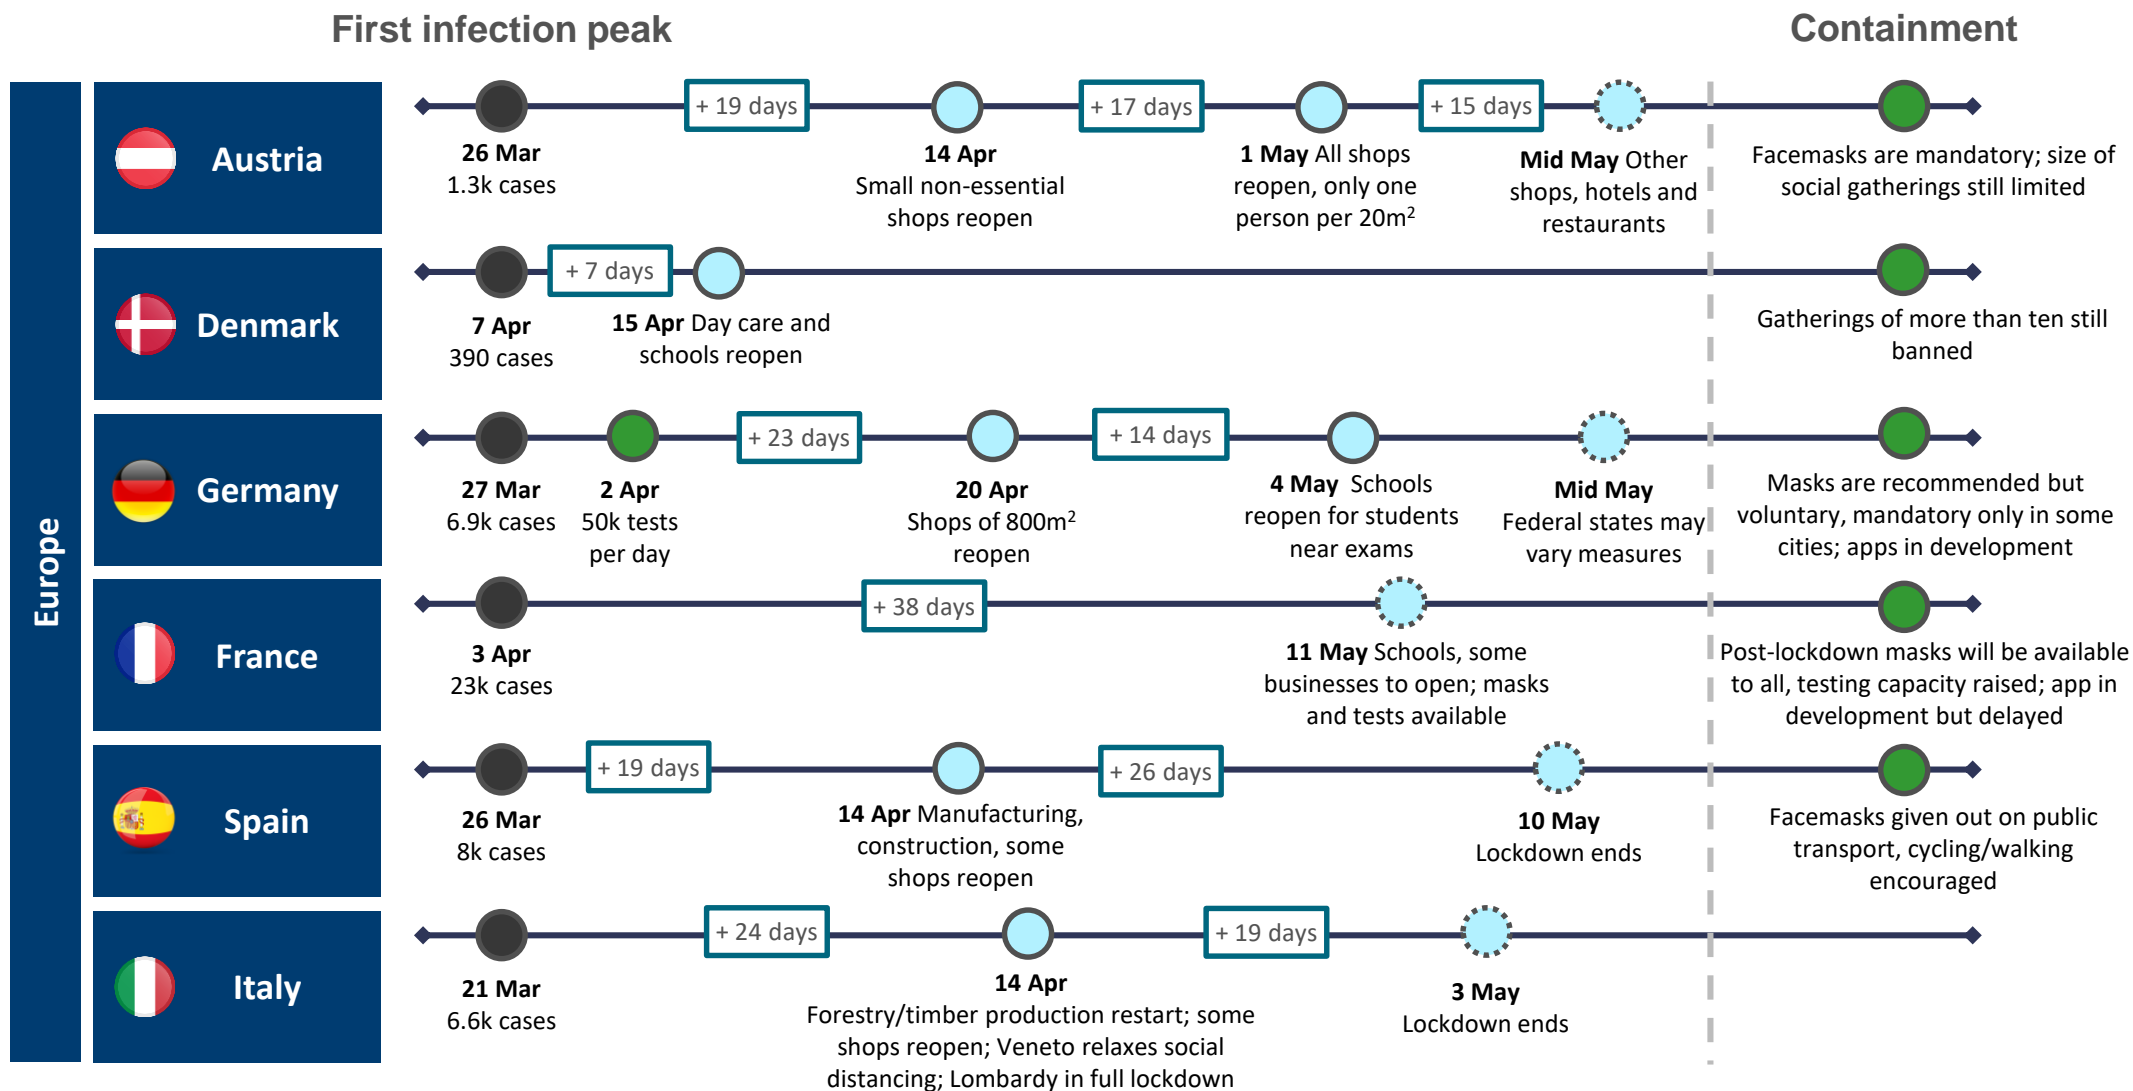 First infection peak
Containment
Europe
Austria
+ 19 days
+ 17 days
+ 15 days
26 Mar
1.3k cases
14 Apr
Small non-essential
shops reopen
1 May All shops
reopen, only one
person per 20m²
Mid May Other
shops, hotels and
restaurants
Facemasks are mandatory; size of
social gatherings still limited
Denmark
+ 7 days
7 Apr
390 cases
15 Apr Day care and
schools reopen
Gatherings of more than ten still
banned
Germany
+ 23 days
+ 14 days
27 Mar
6.9k cases
2 Apr
50k tests
per day
20 Apr
Shops of 800m²
reopen
4 May Schools
reopen for students
near exams
Mid May
Federal states may
vary measures
Masks are recommended but
voluntary, mandatory only in some
cities; apps in development
France
+ 38 days
3 Apr
23k cases
11 May Schools, some
businesses to open; masks
and tests available
Post-lockdown masks will be available
to all, testing capacity raised; app in
development but delayed
Spain
+ 19 days
+ 26 days
26 Mar
8k cases
14 Apr Manufacturing,
construction, some
shops reopen
10 May
Lockdown ends
Facemasks given out on public
transport, cycling/walking
encouraged
Italy
+ 24 days
+ 19 days
21 Mar
6.6k cases
14 Apr
Forestry/timber production restart; some
shops reopen; Veneto relaxes social
distancing; Lombardy in full lockdown
3 May
Lockdown ends